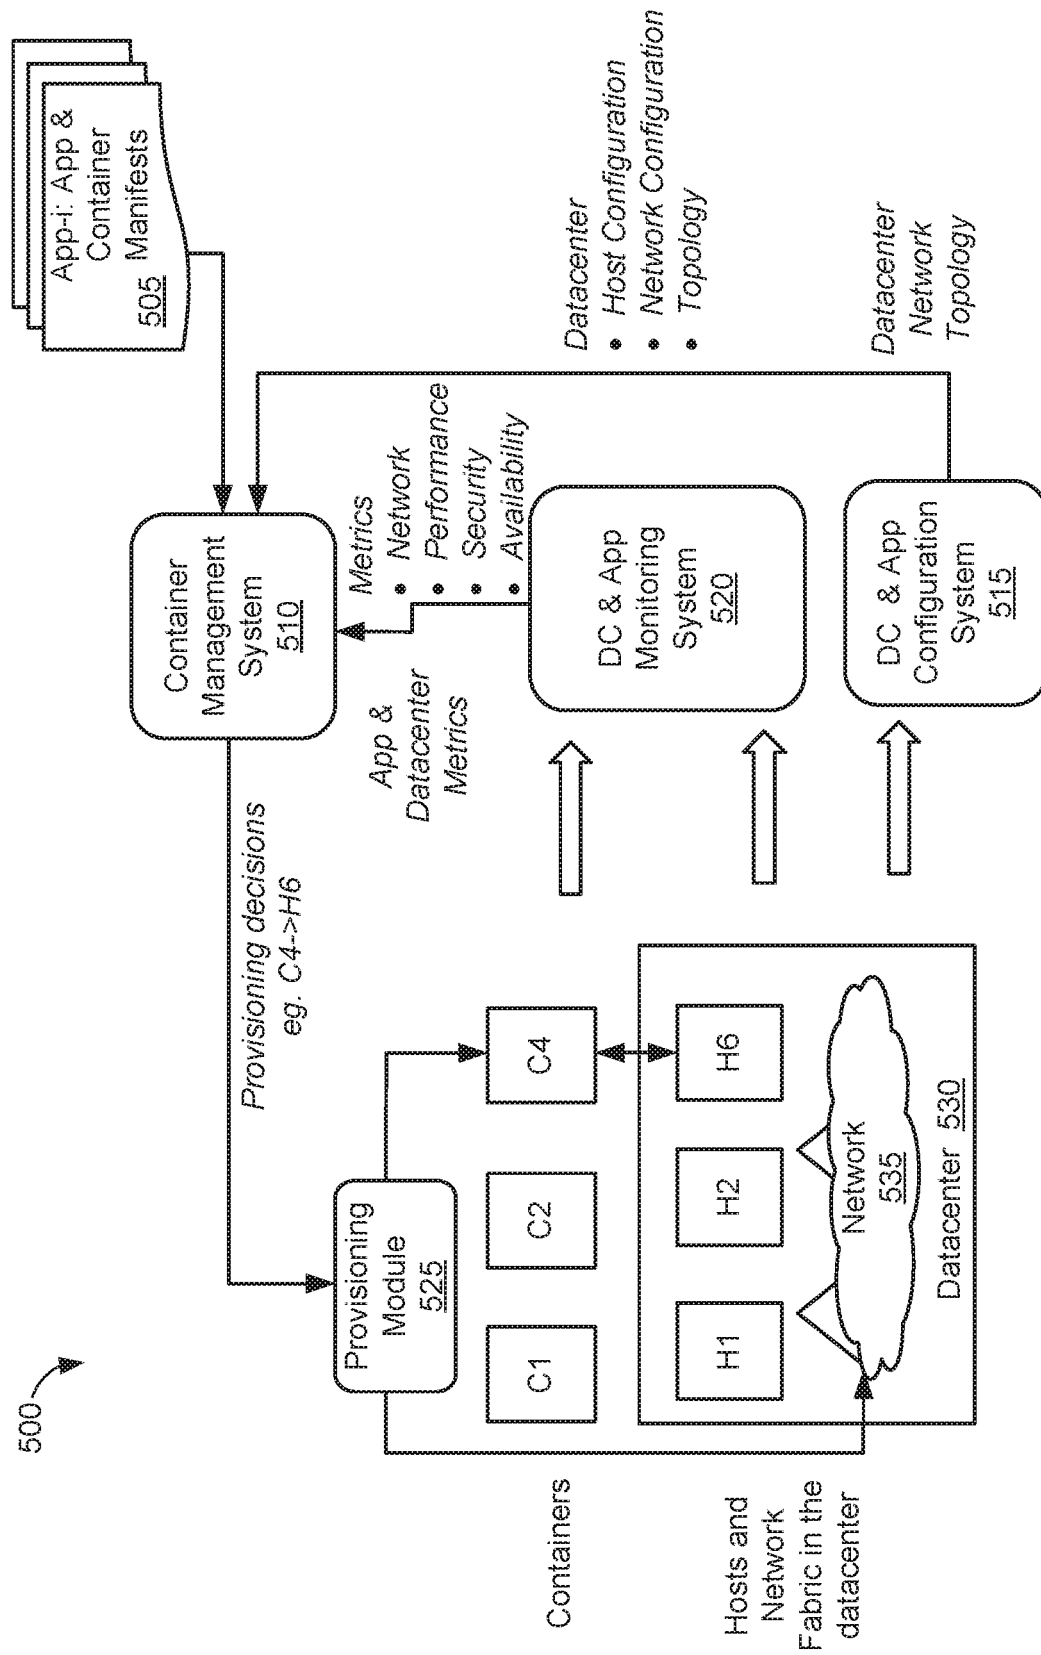 500
App-i: App &
Container
Manifests
505
Container
Management
System
510
Provisioning decisions
eg. C4->H6
Metrics
• Network
• Performance
• Security
• Availability
App &
Datacenter
Metrics
Datacenter
• Host Configuration
• Network Configuration
• Topology
Provisioning
Module
525
DC & App
Monitoring
System
520
Containers
C1
C2
C4
Hosts and
Network
Fabric in the
datacenter
H1
H2
H6
Network
535
Datacenter 530
DC & App
Configuration
System
515
Datacenter
Network
Topology